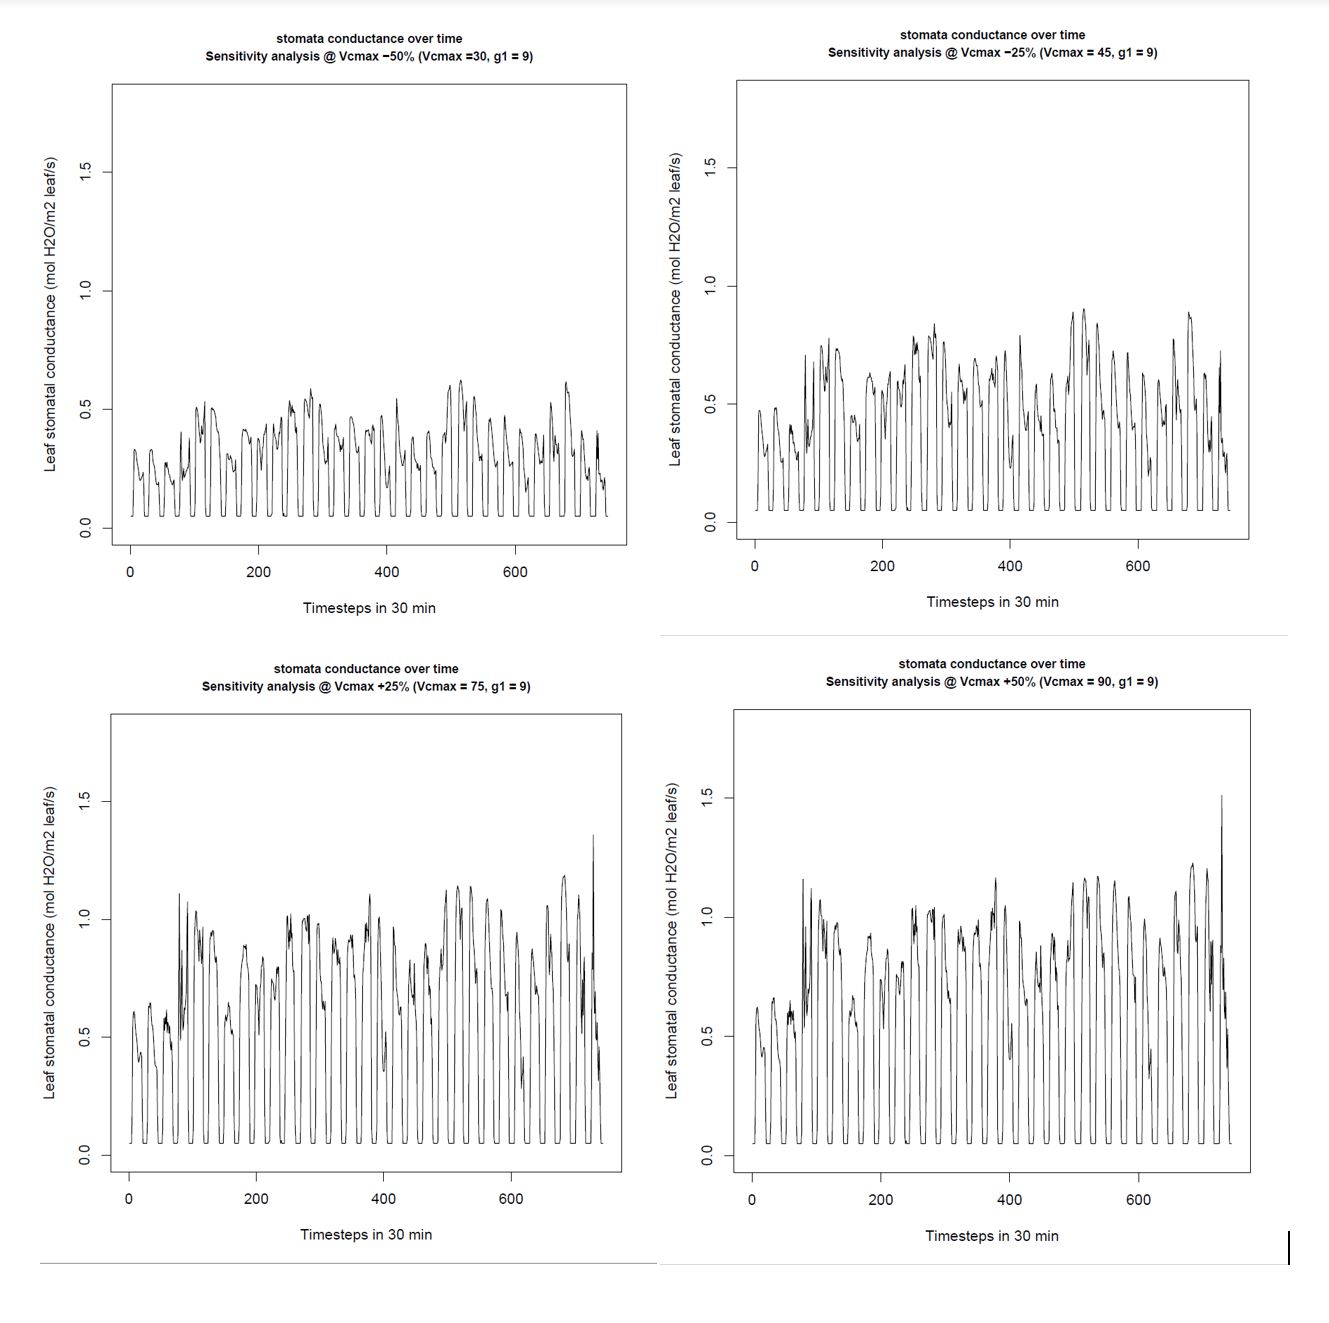 stomata conductance over time
Sensitivity analysis @ Vcmax −50% (Vcmax =30, g1 = 9)
Leaf stomatal conductance (mol H2O/m2 leaf/s)
1.5
1.0
0.5
0.0
0 200 400 600
Timesteps in 30 min
stomata conductance over time
Sensitivity analysis @ Vcmax −25% (Vcmax = 45, g1 = 9)
Leaf stomatal conductance (mol H2O/m2 leaf/s)
1.5
1.0
0.5
0.0
0 200 400 600
Timesteps in 30 min
stomata conductance over time
Sensitivity analysis @ Vcmax +25% (Vcmax = 75, g1 = 9)
Leaf stomatal conductance (mol H2O/m2 leaf/s)
1.5
1.0
0.5
0.0
0 200 400 600
Timesteps in 30 min
stomata conductance over time
Sensitivity analysis @ Vcmax +50% (Vcmax = 90, g1 = 9)
Leaf stomatal conductance (mol H2O/m2 leaf/s)
1.5
1.0
0.5
0.0
0 200 400 600
Timesteps in 30 min